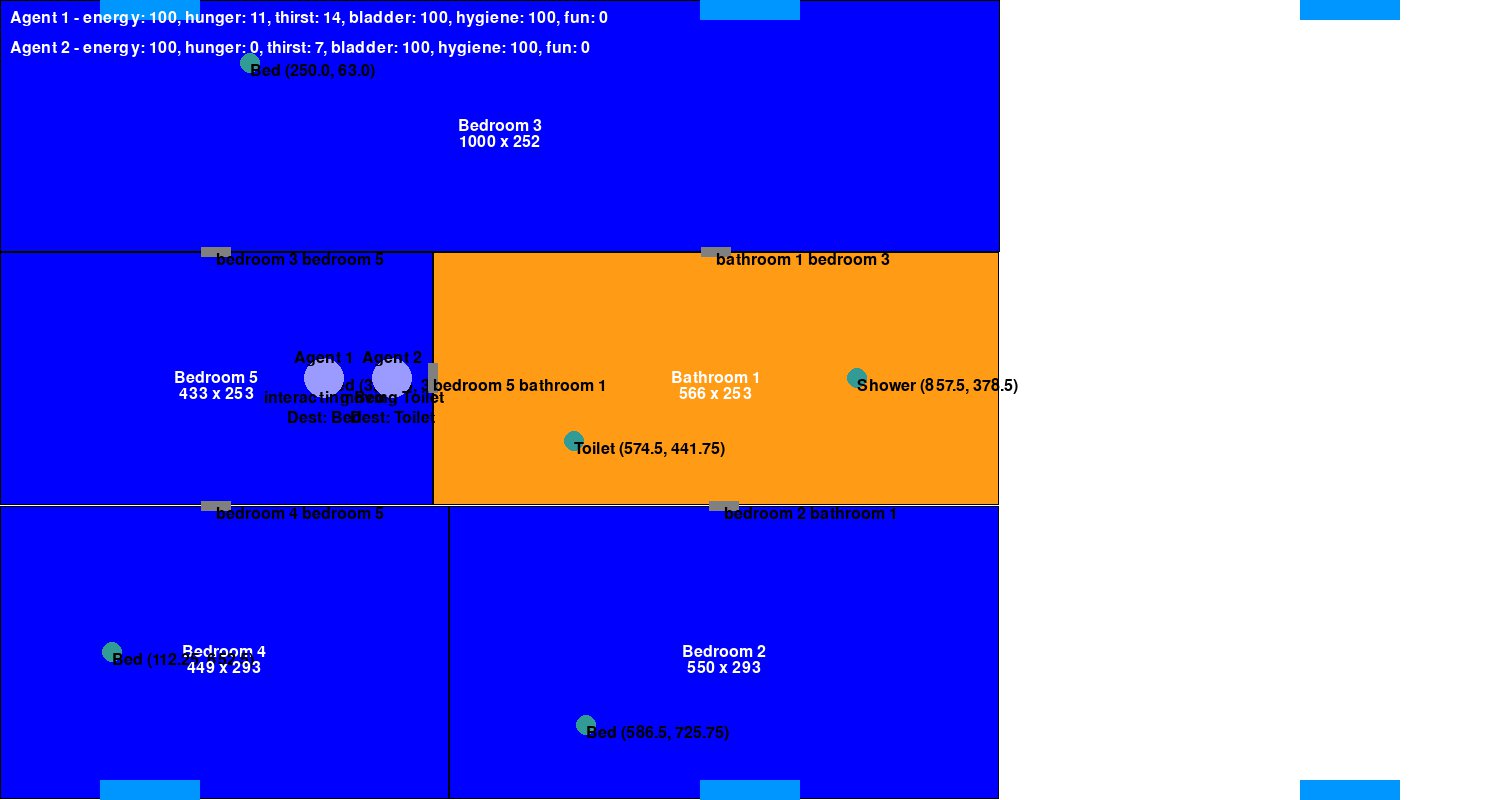 Agent 1 - energy: 100, hunger: 11, thirst: 14, bladder: 100, hygiene: 100, fun: 0
Agent 2 - energy: 100, hunger: 0, thirst: 7, bladder: 100, hygiene: 100, fun: 0
Bed (250.0, 63.0)
Bedroom 3
1000 x 252
bedroom 3 bedroom 5
bathroom 1 bedroom 3
Agent 1
Agent 2
Bedroom 5
433 x 253
bedroom 5 bathroom 1
Bathroom 1
566 x 253
Shower (857.5, 378.5)
Toilet
Dest: Bed
Dest: Toilet
Toilet (574.5, 441.75)
bedroom 4 bedroom 5
bedroom 2 bathroom 1
Bedroom 4
449 x 293
Bed
Bedroom 2
550 x 293
Bed (586.5, 725.75)